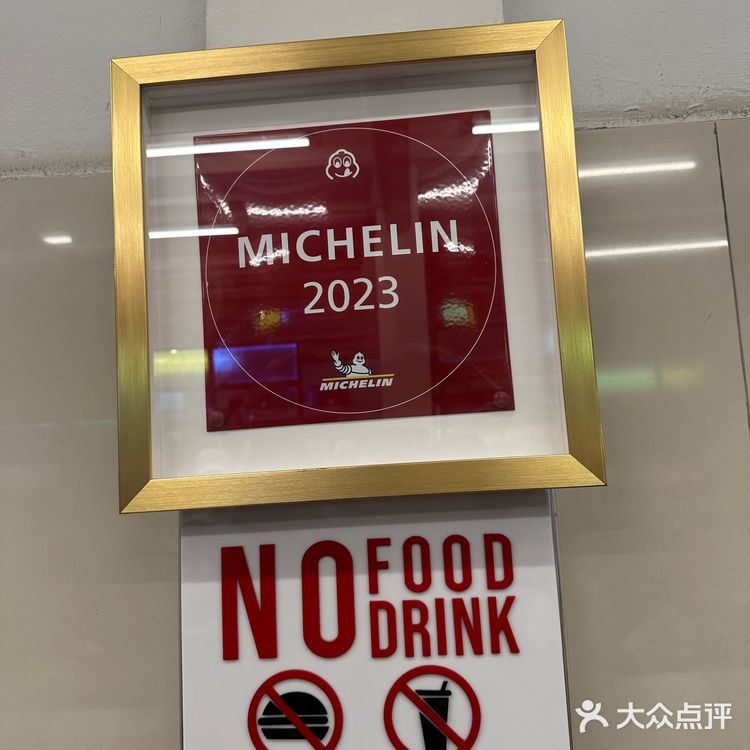 MICHELIN
2023
MICHELIN
NO FOOD
DRINK
大众点评